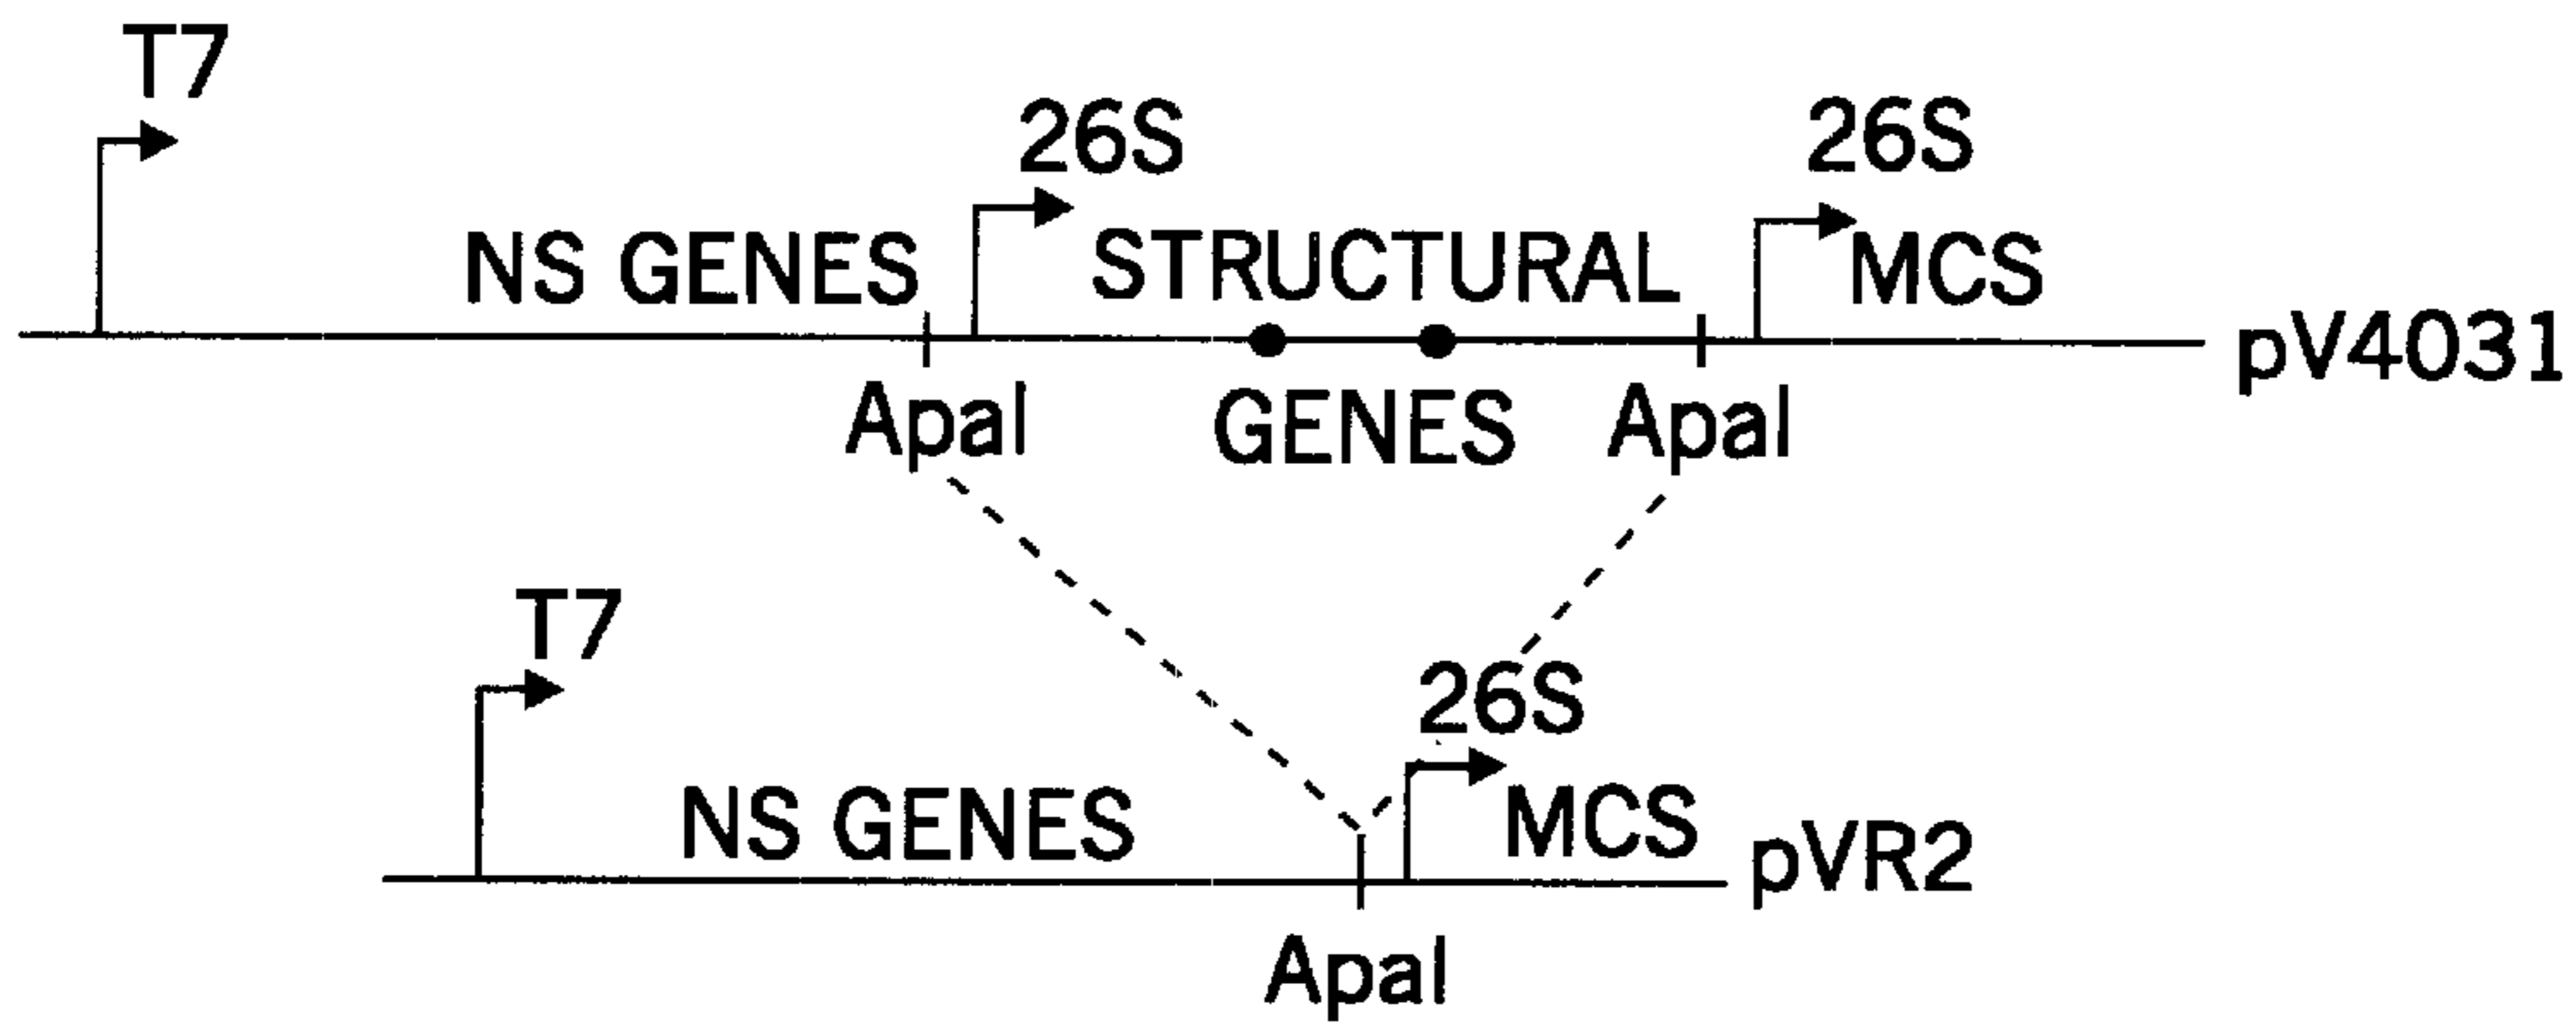 T7
26S
26S
NS GENES
STRUCTURAL
MCS
pV4031
ApaI
GENES
ApaI
T7
26S
NS GENES
MCS
pVR2
ApaI